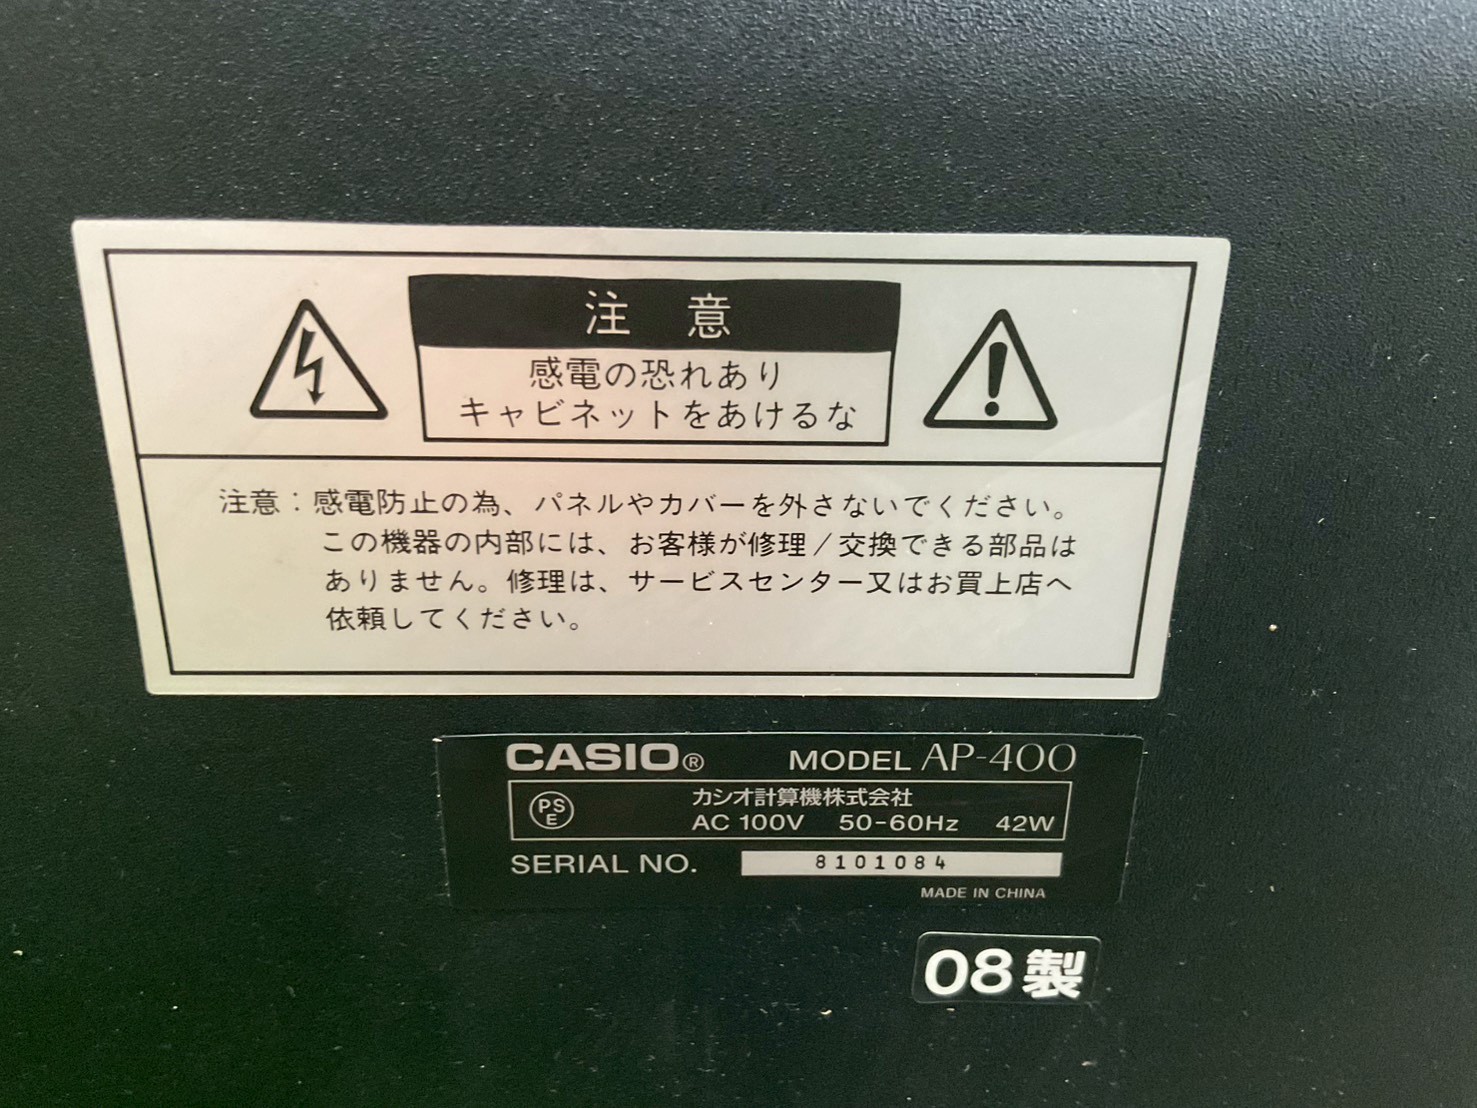 注 意
感電の恐れあり
キャビネットをあけるな
注意：感電防止の為、パネルやカバーを外さないでください。
この機器の内部には、お客様が修理／交換できる部品は
ありません。修理は、サービスセンター又はお買上店へ
依頼してください。
CASIO® MODEL AP-400
PSE
カシオ計算機株式会社
AC 100V 50-60Hz 42W
SERIAL NO. 8101084
MADE IN CHINA
08製